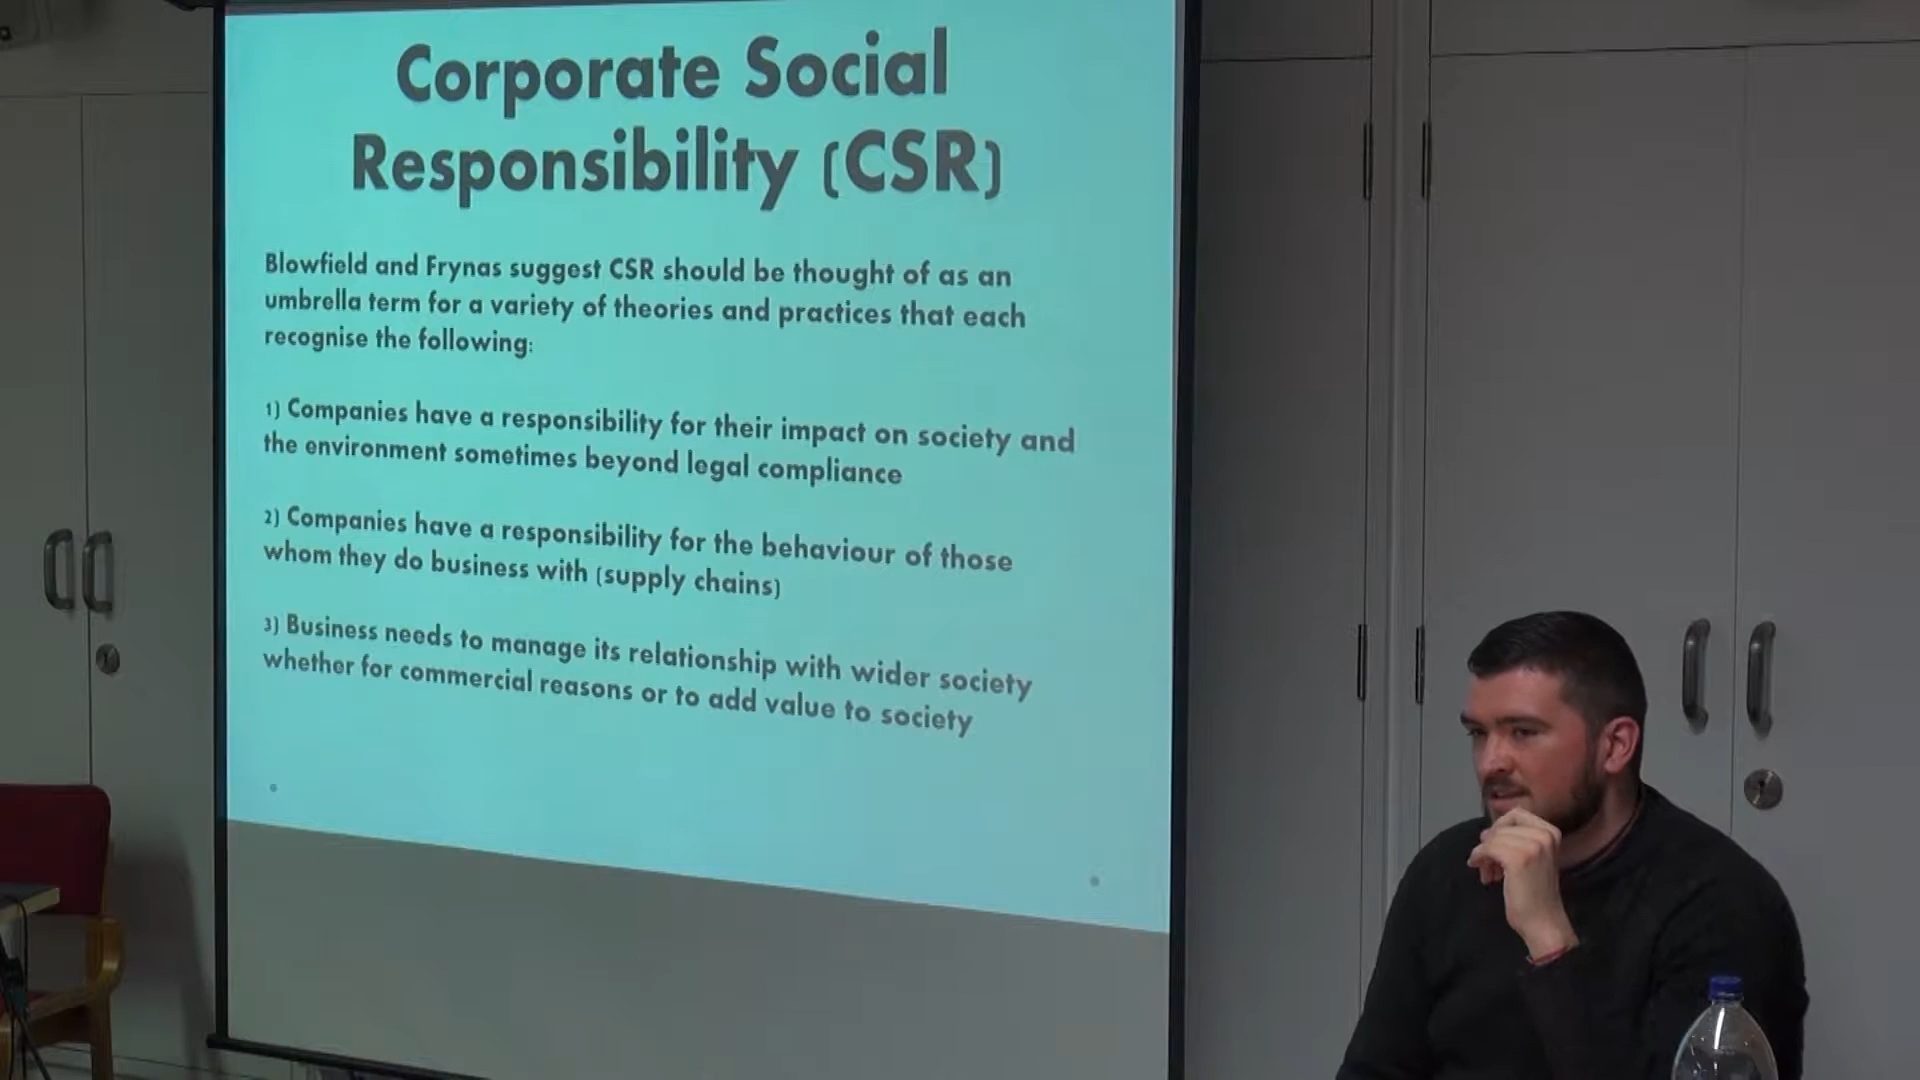 Corporate Social
Responsibility (CSR)
Blowfield and Frynas suggest CSR should be thought of as an
umbrella term for a variety of theories and practices that each
recognise the following:
1) Companies have a responsibility for their impact on society and
the environment sometimes beyond legal compliance
2) Companies have a responsibility for the behaviour of those
whom they do business with (supply chains)
3) Business needs to manage its relationship with wider society
whether for commercial reasons or to add value to society